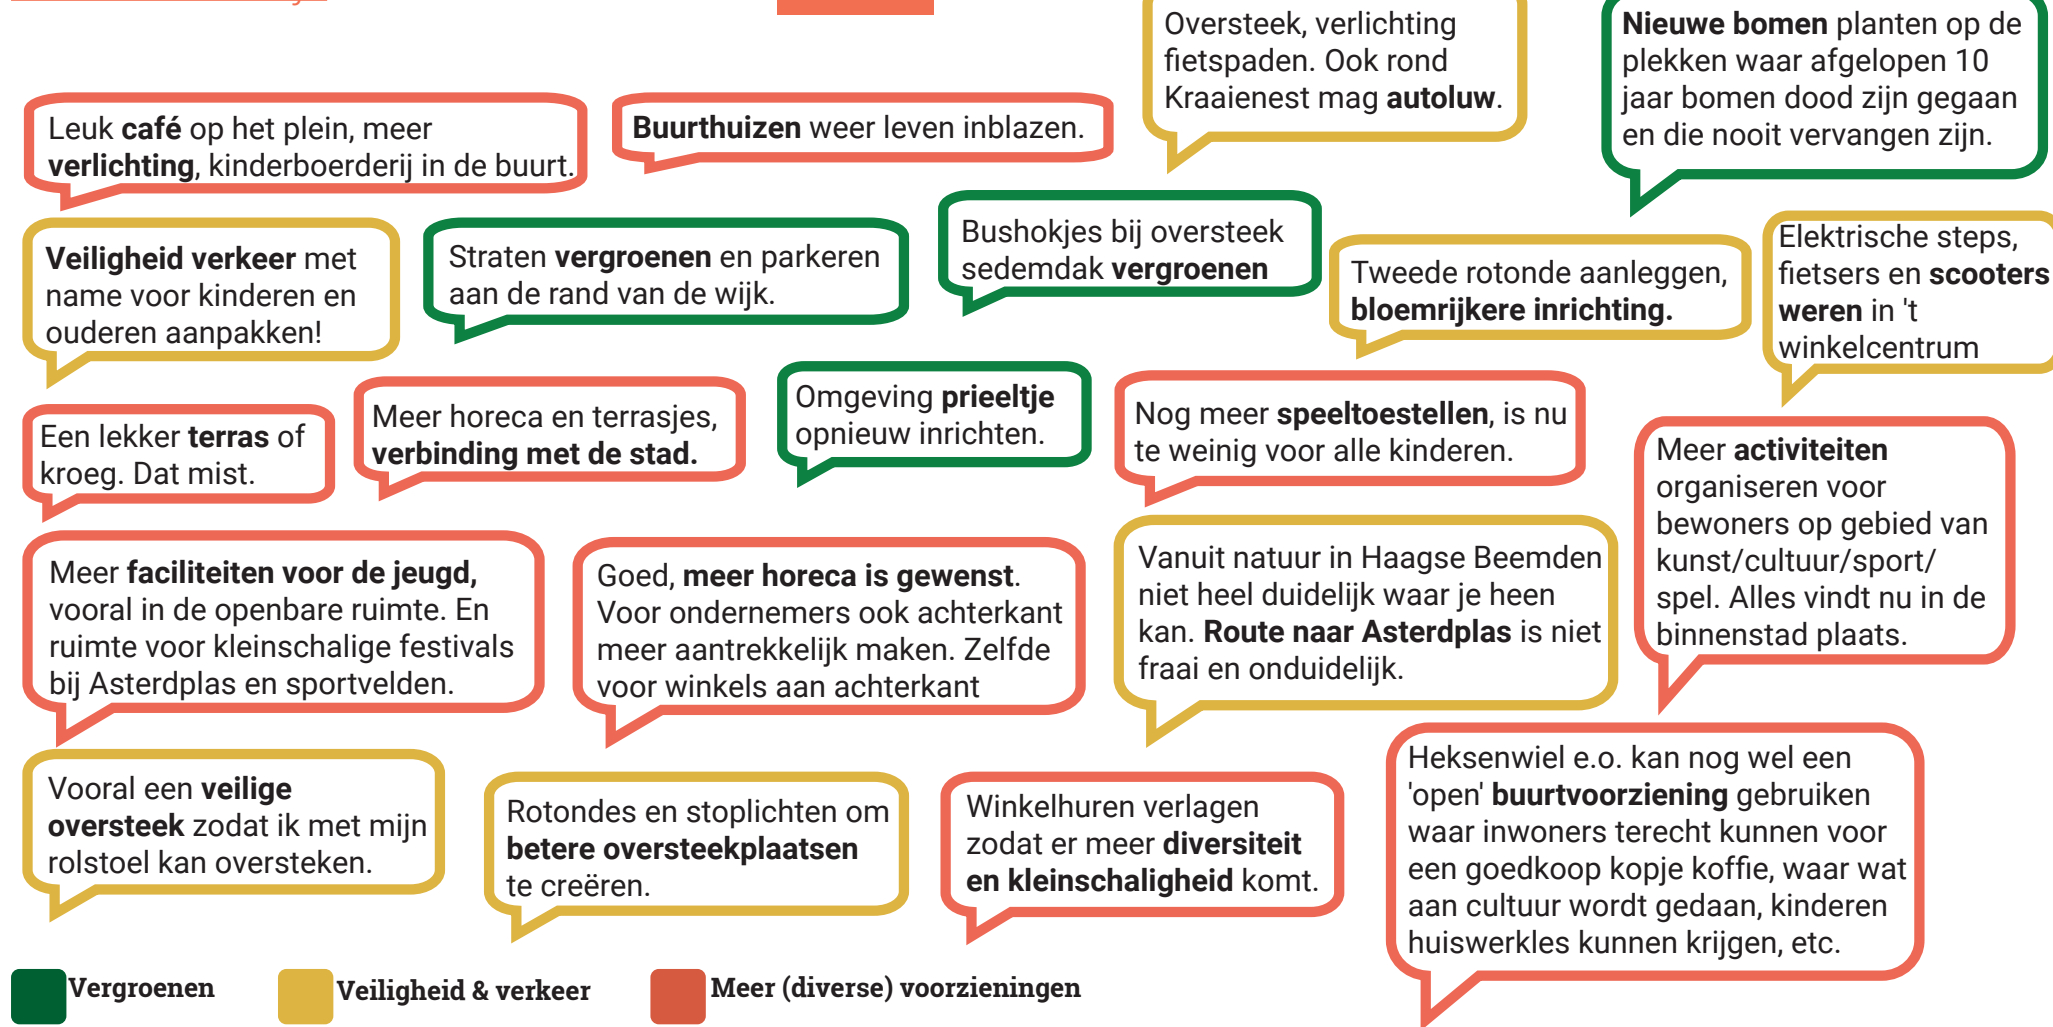 Oversteek, verlichting
fietspaden. Ook rond
Kraaienest mag autoluw.
Nieuwe bomen planten op de
plekken waar afgelopen 10
jaar bomen dood zijn gegaan
en die nooit vervangen zijn.
Leuk café op het plein, meer
verlichting, kinderboerderij in de buurt.
Buurthuizen weer leven inblazen.
Veiligheid verkeer met
name voor kinderen en
ouderen aanpakken!
Straten vergroenen en parkeren
aan de rand van de wijk.
Bushokjes bij oversteek
sedemdak vergroenen
Tweede rotonde aanleggen,
bloemrijkere inrichting.
Elektrische steps,
fietsers en scooters
weren in 't
winkelcentrum
Een lekker terras of
kroeg. Dat mist.
Meer horeca en terrasjes,
verbinding met de stad.
Omgeving prieeltje
opnieuw inrichten.
Nog meer speeltoestellen, is nu
te weinig voor alle kinderen.
Meer activiteiten
organiseren voor
bewoners op gebied van
kunst/cultuur/sport/
spel. Alles vindt nu in de
binnenstad plaats.
Meer faciliteiten voor de jeugd,
vooral in de openbare ruimte. En
ruimte voor kleinschalige festivals
bij Asterdplas en sportvelden.
Goed, meer horeca is gewenst.
Voor ondernemers ook achterkant
meer aantrekkelijk maken. Zelfde
voor winkels aan achterkant
Vanuit natuur in Haagse Beemden
niet heel duidelijk waar je heen
kan. Route naar Asterdplas is niet
fraai en onduidelijk.
Vooral een veilige
oversteek zodat ik met mijn
rolstoel kan oversteken.
Rotondes en stoplichten om
betere oversteekplaatsen
te creëren.
Winkelhuren verlagen
zodat er meer diversiteit
en kleinschaligheid komt.
Heksenwiel e.o. kan nog wel een
'open' buurtvoorziening gebruiken
waar inwoners terecht kunnen voor
een goedkoop kopje koffie, waar wat
aan cultuur wordt gedaan, kinderen
huiswerkles kunnen krijgen, etc.
Vergroenen
Veiligheid & verkeer
Meer (diverse) voorzieningen